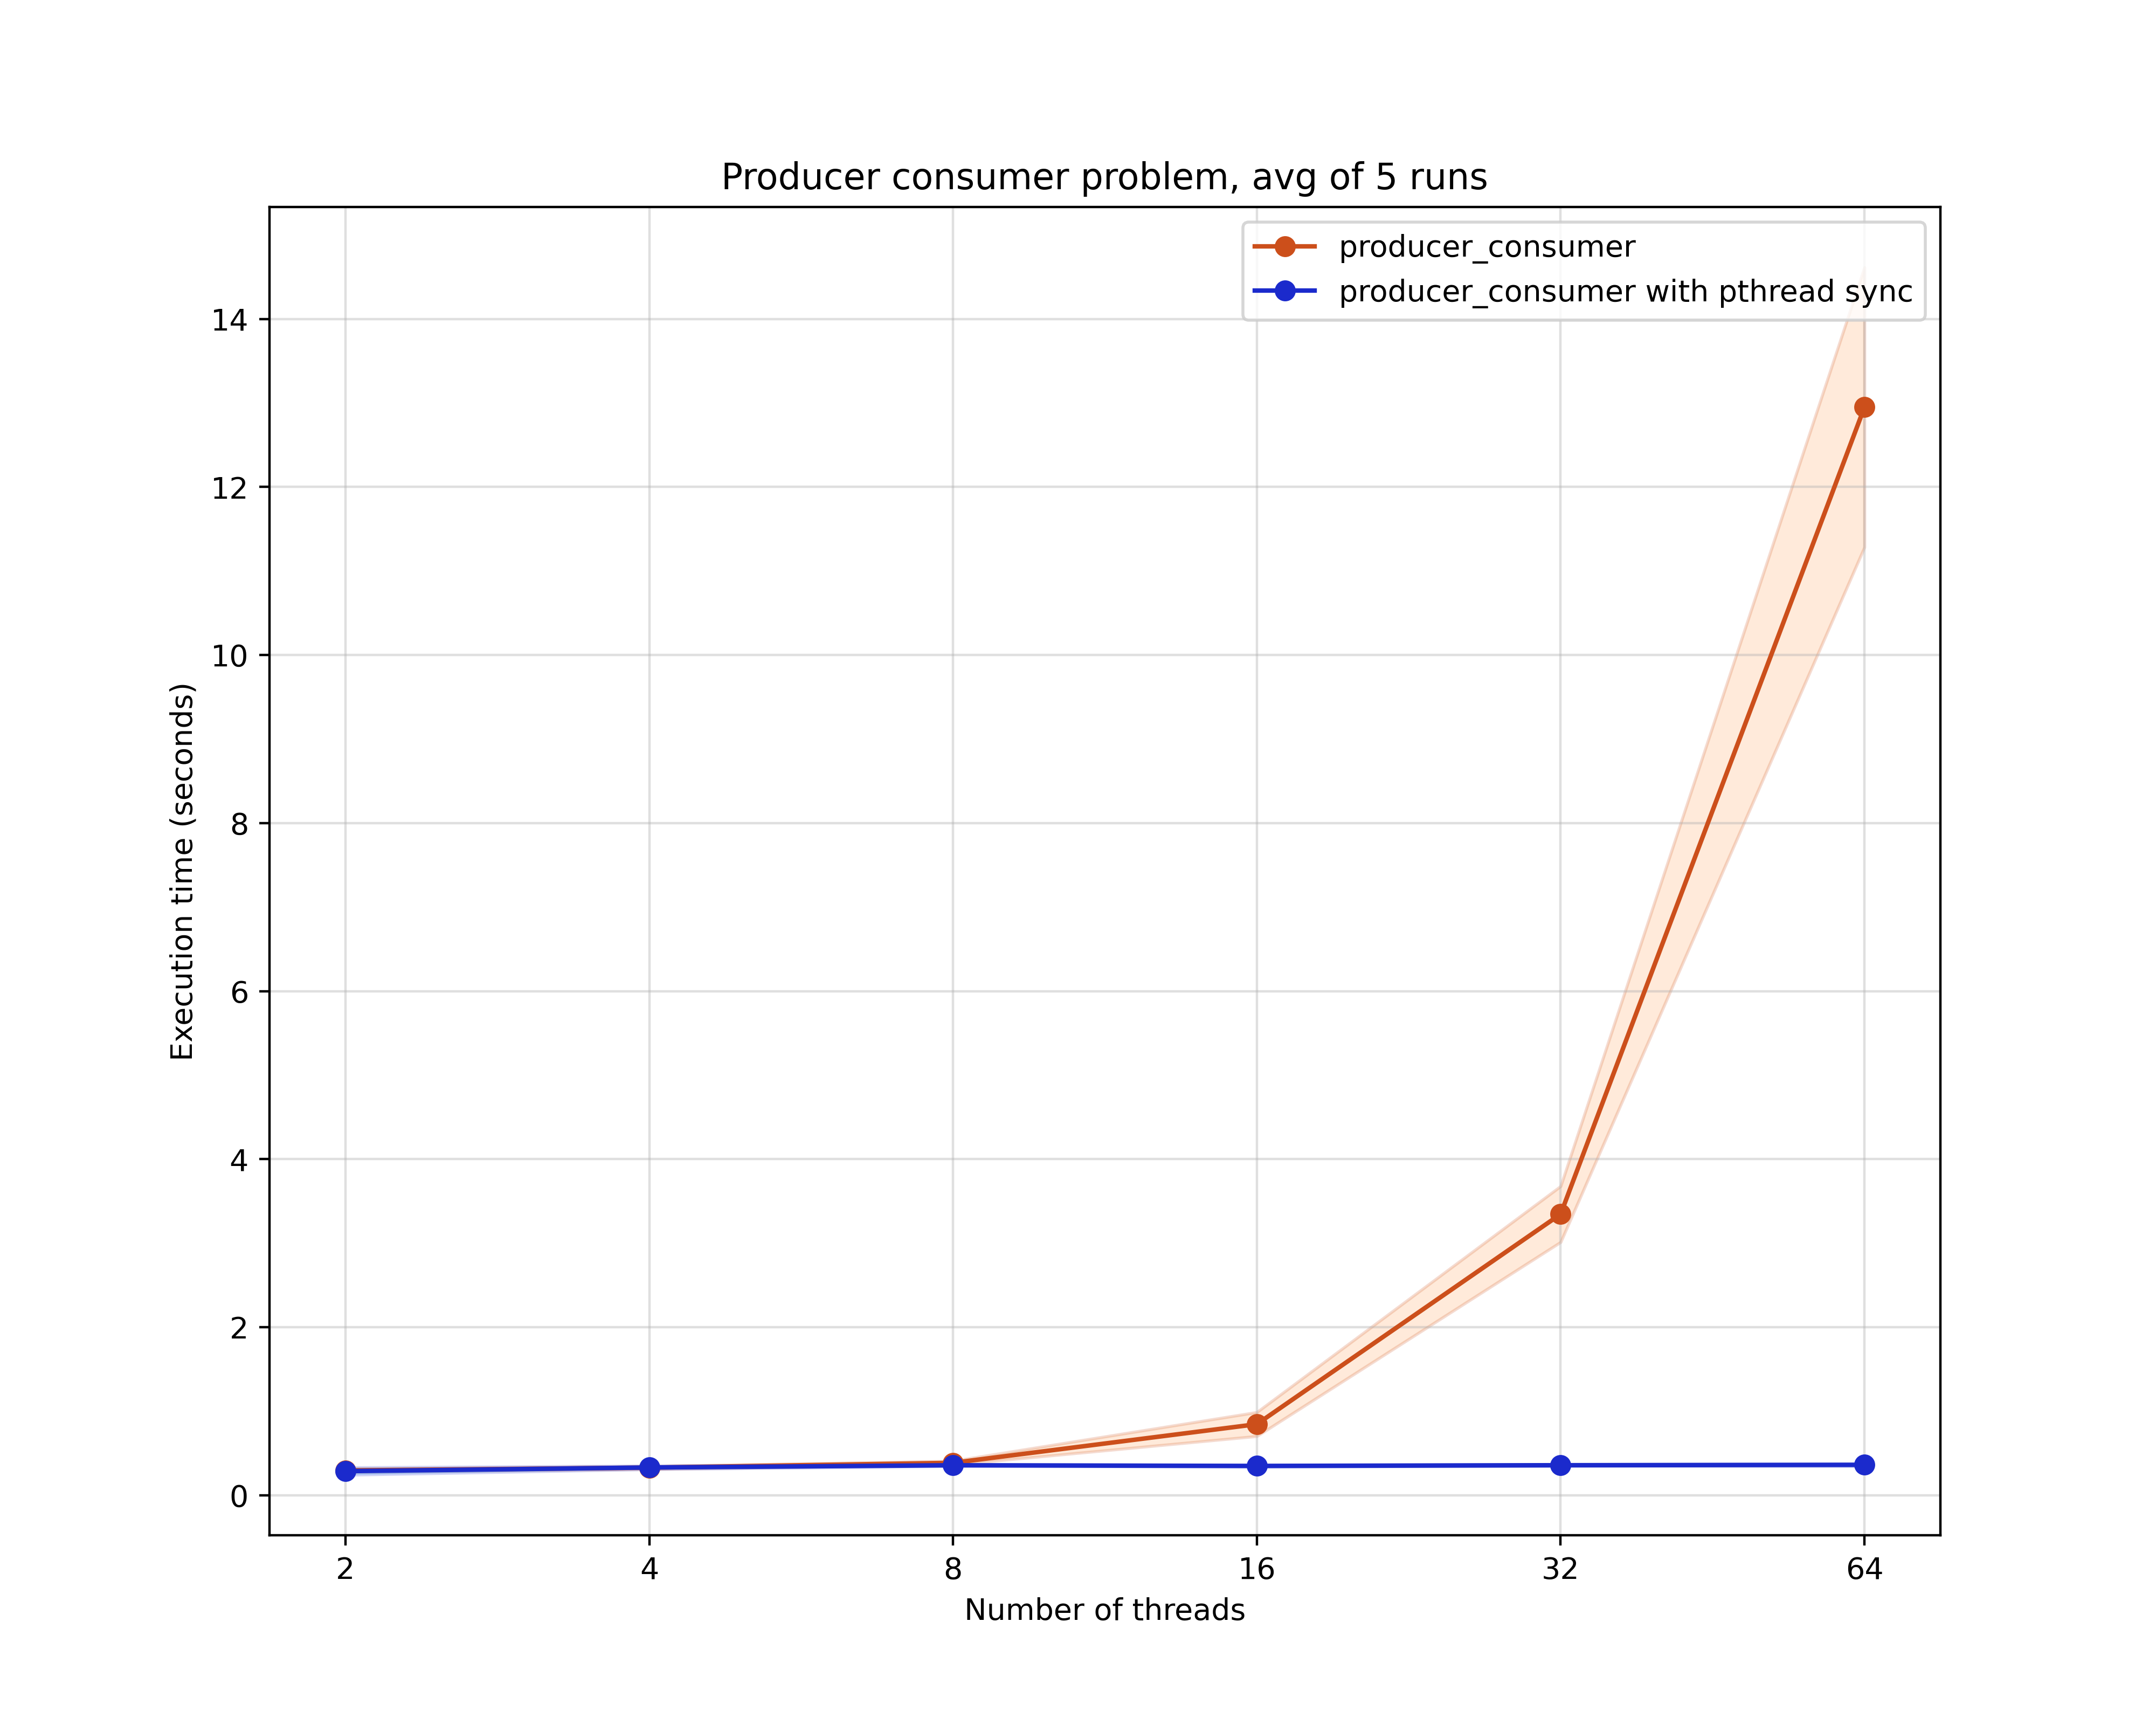 Producer consumer problem, avg of 5 runs
producer_consumer
producer_consumer with pthread sync
14
12
10
8
6
4
2
0
Execution time (seconds)
2 4 8 16 32 64
Number of threads